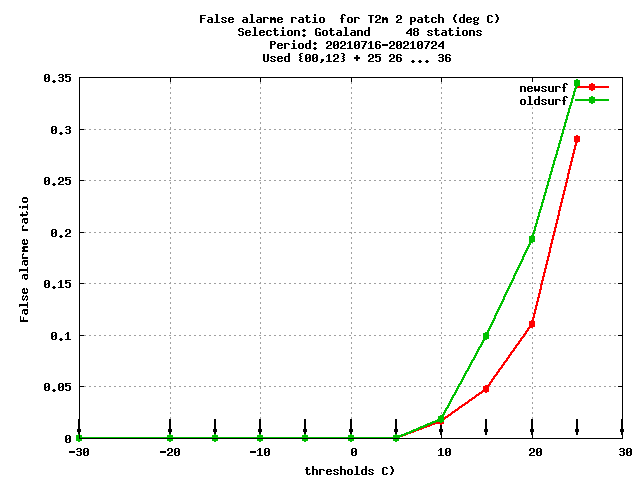 False alarme ratio  for T2m 2 patch (deg C)
Selection: Gotaland     48 stations
Period: 20210716-20210724
Used {00,12} + 25 26 ... 36
newsurf
oldsurf
0.35
0.3
0.25
0.2
0.15
0.1
0.05
0
False alarme ratio
-30 -20 -10 0 10 20 30
thresholds C)